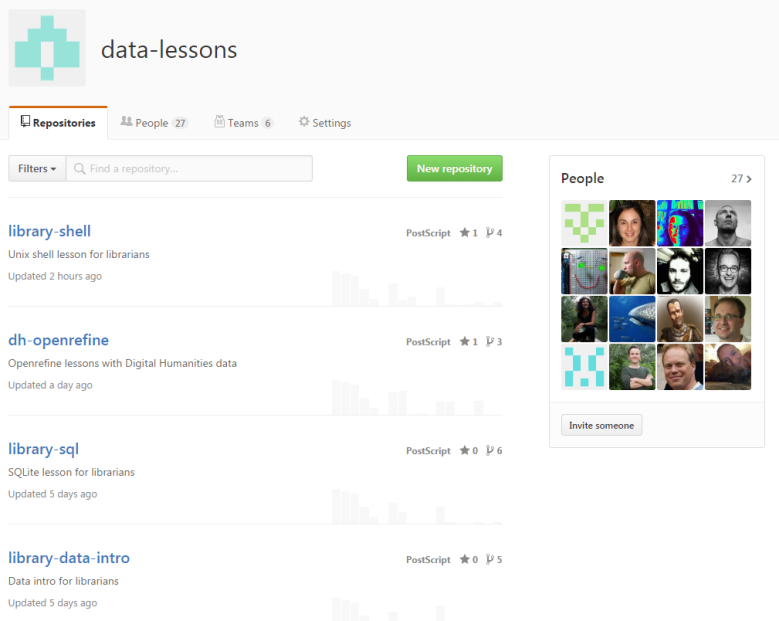 data-lessons
Repositories People 27 Teams 6 Settings
Filters Find a repository... New repository
People 27
library-shell PostScript 1 4
Unix shell lesson for librarians
Updated 2 hours ago
dh-openrefine PostScript 1 3
Openrefine lessons with Digital Humanities data
Updated a day ago
Invite someone
library-sql PostScript 0 6
SQLite lesson for librarians
Updated 5 days ago
library-data-intro PostScript 0 5
Data intro for librarians
Updated 5 days ago